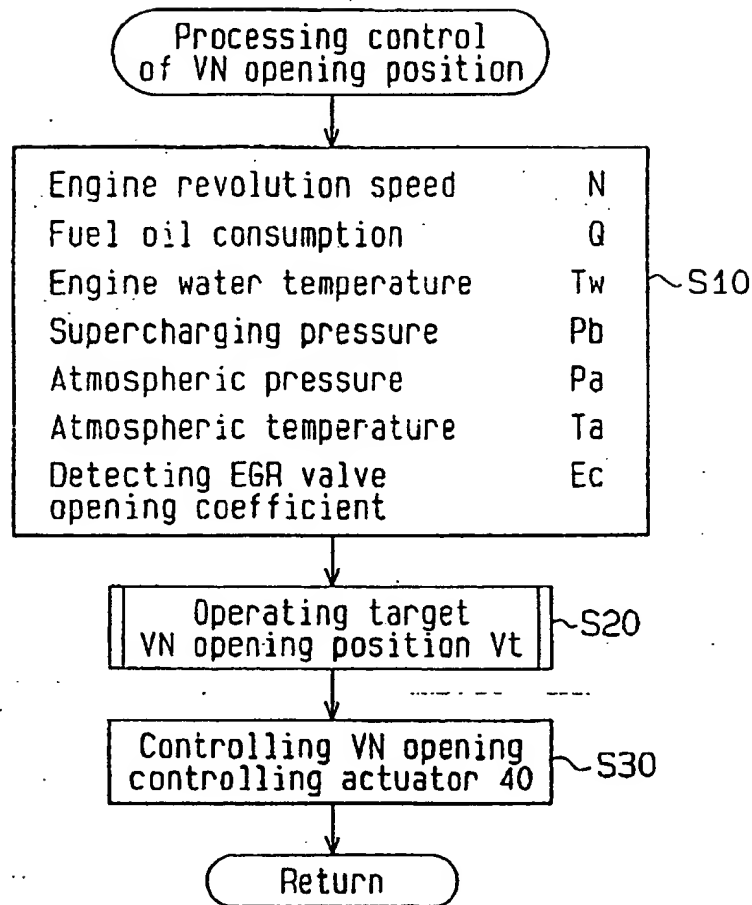 Processing control
of VN opening position
Engine revolution speed N
Fuel oil consumption Q
Engine water temperature Tw
Supercharging pressure Pb
Atmospheric pressure Pa
Atmospheric temperature Ta
Detecting EGR valve Ec
opening coefficient
S10
Operating target
VN opening position Vt
S20
Controlling VN opening
controlling actuator 40
S30
Return